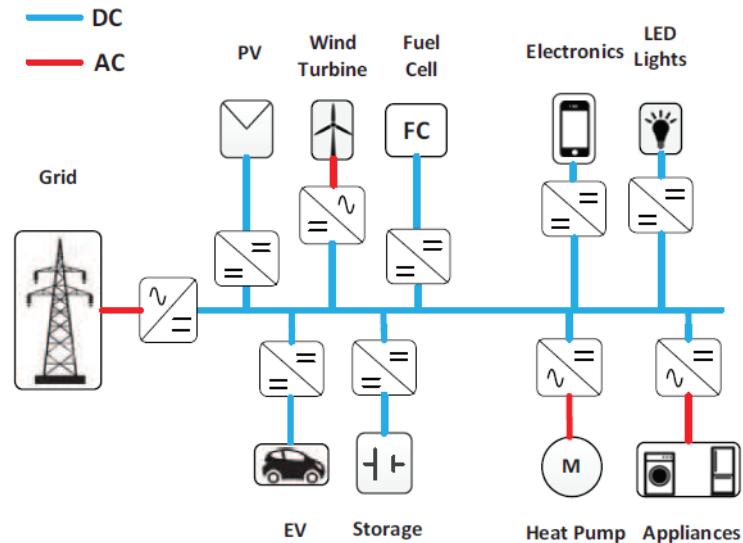 DC
AC
PV
Wind
Turbine
Fuel
Cell
Electronics
LED
Lights
FC
Grid
M
EV
Storage
Heat Pump
Appliances